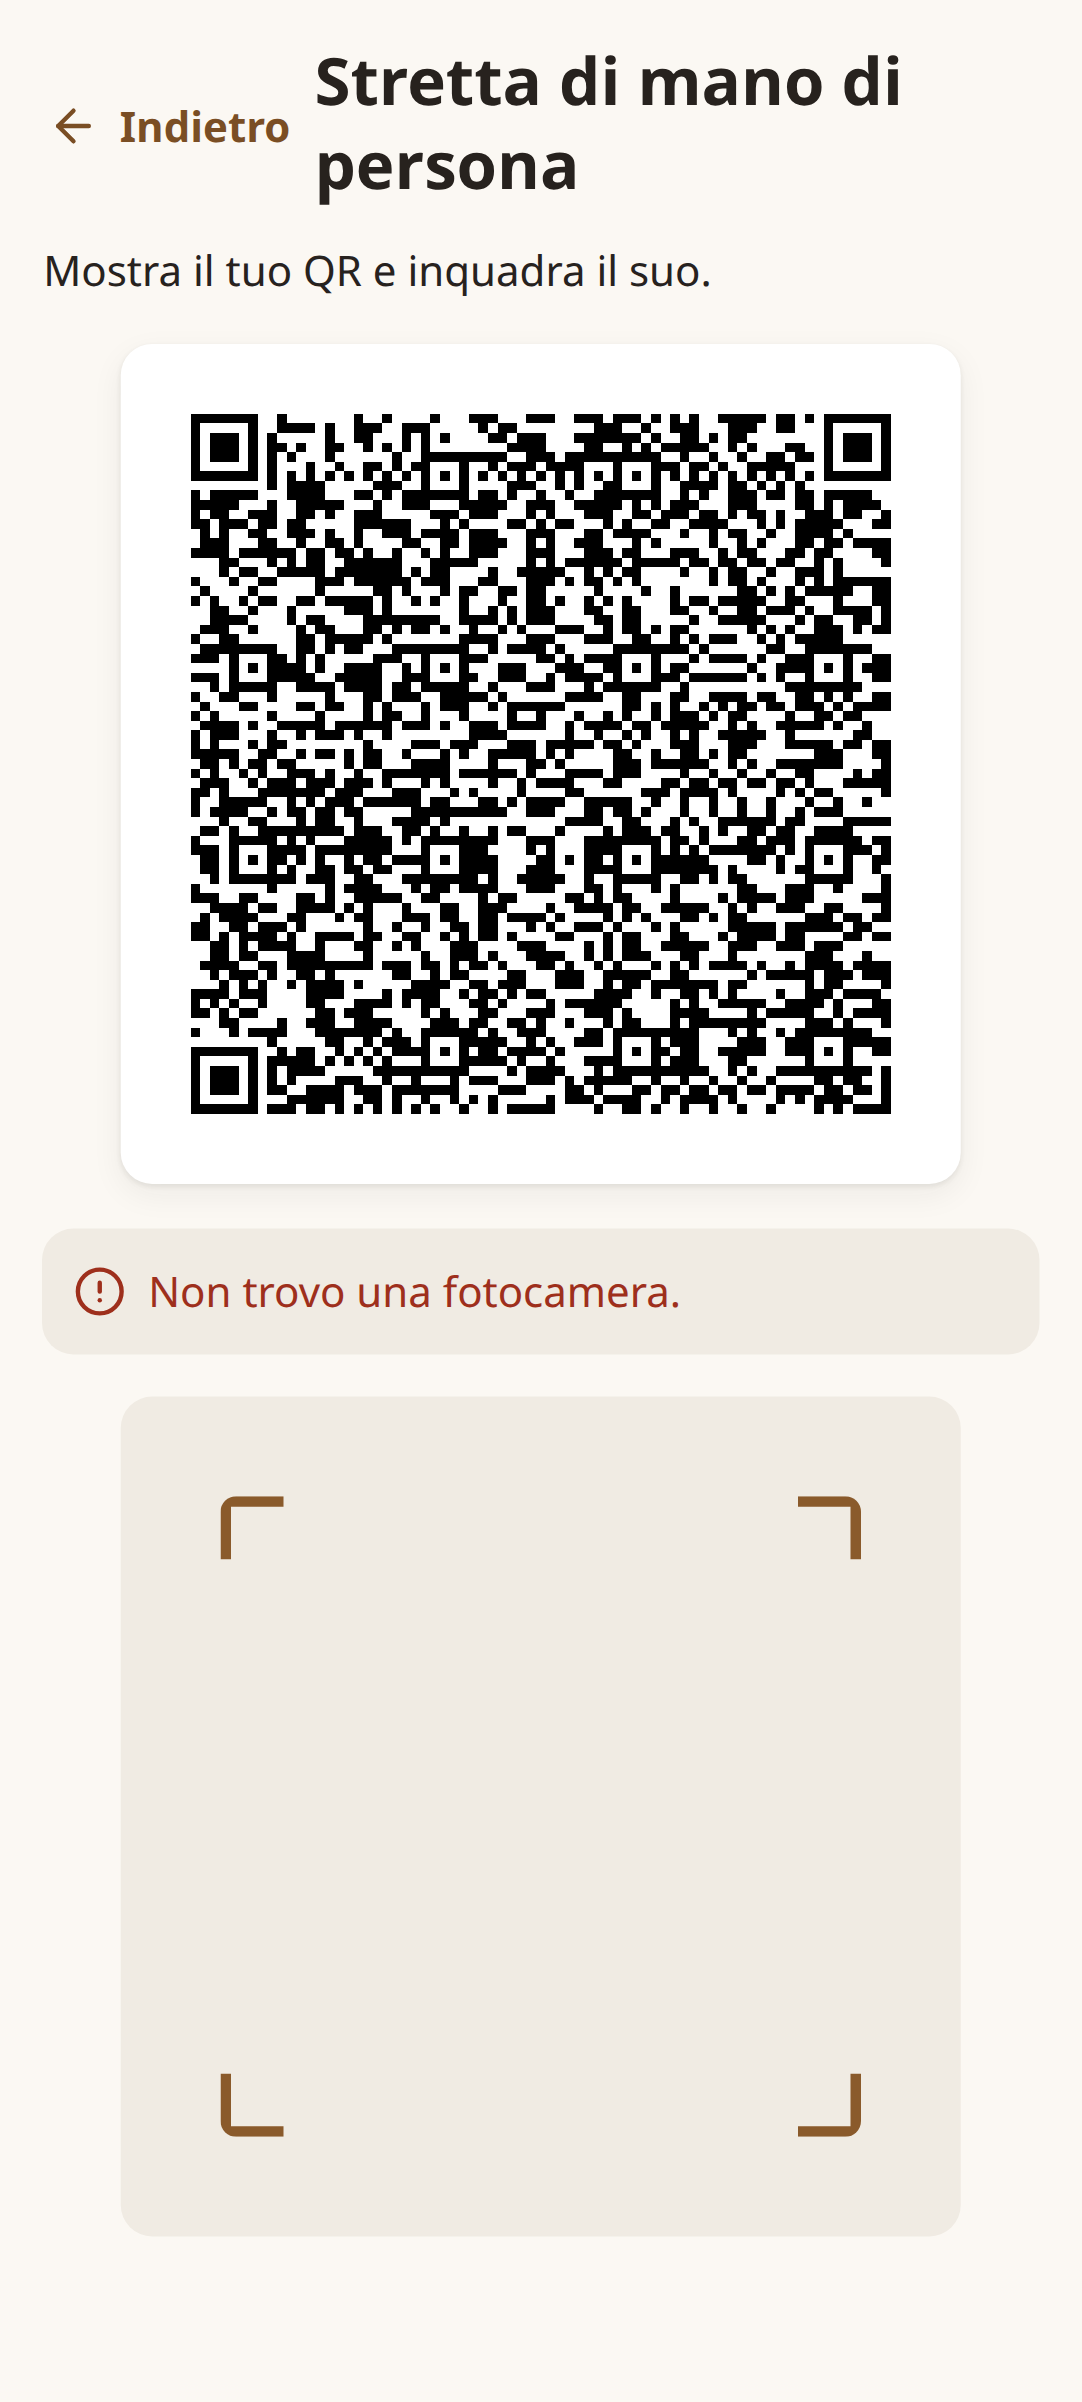 Indietro
Stretta di mano di
persona
Mostra il tuo QR e inquadra il suo.
Non trovo una fotocamera.